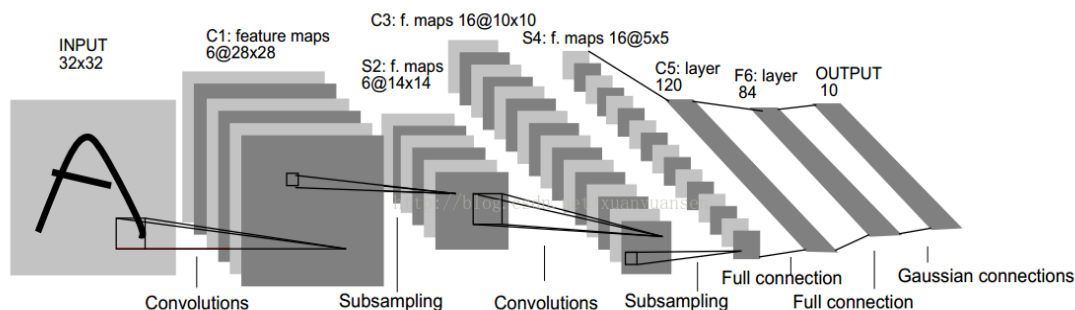 INPUT
32x32
C1: feature maps
6@28x28
S2: f. maps
6@14x14
C3: f. maps 16@10x10
S4: f. maps 16@5x5
C5: layer
120
F6: layer
84
OUTPUT
10
A
Convolutions
Subsampling
Convolutions
Subsampling
Full connection
Full connection
Gaussian connections